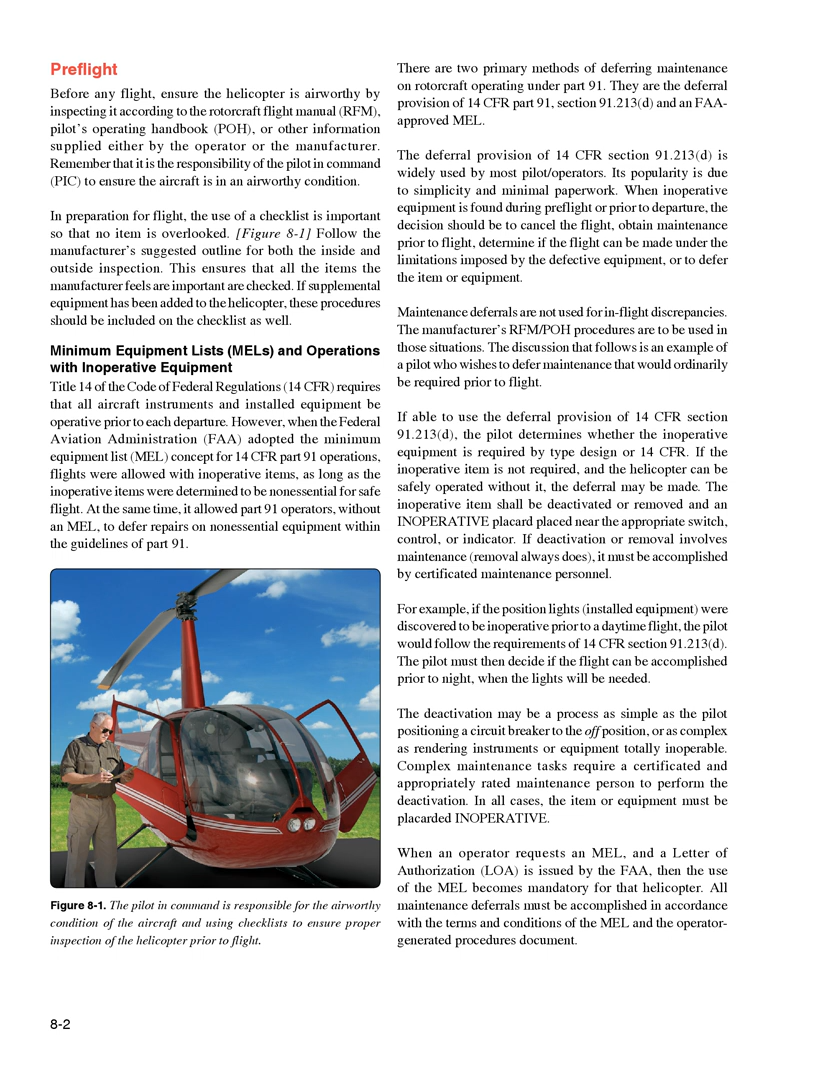 Preflight
Before any flight, ensure the helicopter is airworthy by
inspecting it according to the rotorcraft flight manual (RFM),
pilot’s operating handbook (POH), or other information
supplied either by the operator or the manufacturer.
Remember that it is the responsibility of the pilot in command
(PIC) to ensure the aircraft is in an airworthy condition.
In preparation for flight, the use of a checklist is important
so that no item is overlooked. [Figure 8-1] Follow the
manufacturer’s suggested outline for both the inside and
outside inspection. This ensures that all the items the
manufacturer feels are important are checked. If supplemental
equipment has been added to the helicopter, these procedures
should be included on the checklist as well.
Minimum Equipment Lists (MELs) and Operations
with Inoperative Equipment
Title 14 of the Code of Federal Regulations (14 CFR) requires
that all aircraft instruments and installed equipment be
operative prior to each departure. However, when the Federal
Aviation Administration (FAA) adopted the minimum
equipment list (MEL) concept for 14 CFR part 91 operations,
flights were allowed with inoperative items, as long as the
inoperative items were determined to be nonessential for safe
flight. At the same time, it allowed part 91 operators, without
an MEL, to defer repairs on nonessential equipment within
the guidelines of part 91.
Figure 8-1. The pilot in command is responsible for the airworthy
condition of the aircraft and using checklists to ensure proper
inspection of the helicopter prior to flight.
There are two primary methods of deferring maintenance
on rotorcraft operating under part 91. They are the deferral
provision of 14 CFR part 91, section 91.213(d) and an FAA-
approved MEL.
The deferral provision of 14 CFR section 91.213(d) is
widely used by most pilot/operators. Its popularity is due
to simplicity and minimal paperwork. When inoperative
equipment is found during preflight or prior to departure, the
decision should be to cancel the flight, obtain maintenance
prior to flight, determine if the flight can be made under the
limitations imposed by the defective equipment, or to defer
the item or equipment.
Maintenance deferrals are not used for in-flight discrepancies.
The manufacturer’s RFM/POH procedures are to be used in
those situations. The discussion that follows is an example of
a pilot who wishes to defer maintenance that would ordinarily
be required prior to flight.
If able to use the deferral provision of 14 CFR section
91.213(d), the pilot determines whether the inoperative
equipment is required by type design or 14 CFR. If the
inoperative item is not required, and the helicopter can be
safely operated without it, the deferral may be made. The
inoperative item shall be deactivated or removed and an
INOPERATIVE placard placed near the appropriate switch,
control, or indicator. If deactivation or removal involves
maintenance (removal always does), it must be accomplished
by certificated maintenance personnel.
For example, if the position lights (installed equipment) were
discovered to be inoperative prior to a daytime flight, the pilot
would follow the requirements of 14 CFR section 91.213(d).
The pilot must then decide if the flight can be accomplished
prior to night, when the lights will be needed.
The deactivation may be a process as simple as the pilot
positioning a circuit breaker to the off position, or as complex
as rendering instruments or equipment totally inoperable.
Complex maintenance tasks require a certificated and
appropriately rated maintenance person to perform the
deactivation. In all cases, the item or equipment must be
placarded INOPERATIVE.
When an operator requests an MEL, and a Letter of
Authorization (LOA) is issued by the FAA, then the use
of the MEL becomes mandatory for that helicopter. All
maintenance deferrals must be accomplished in accordance
with the terms and conditions of the MEL and the operator-
generated procedures document.
8-2